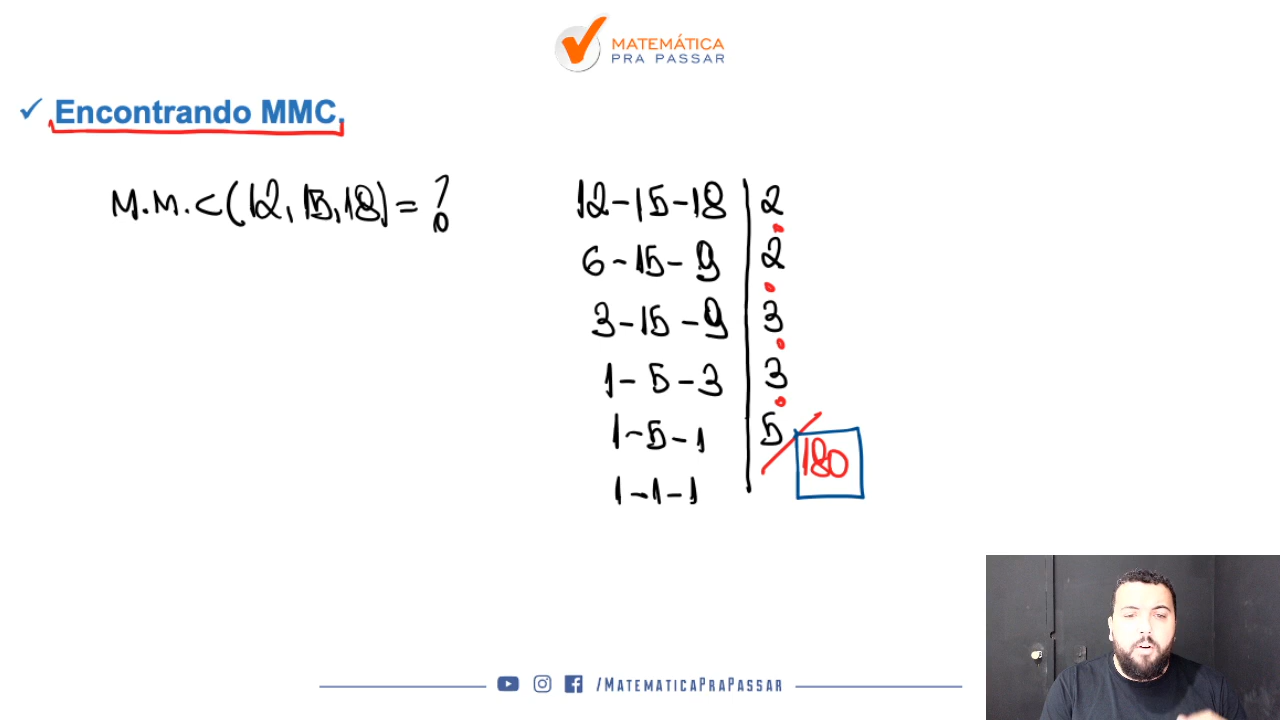 MATEMÁTICA
PRA PASSAR
✓ Encontrando MMC.
M.M.C(12,15,18)=?
12-15-18 | 2
6-15-9 | 2
3-15-9 | 3
1-5-3 | 3
1-5-1 | 5
180
1-1-1
/MATEMATICAPRAPASSAR